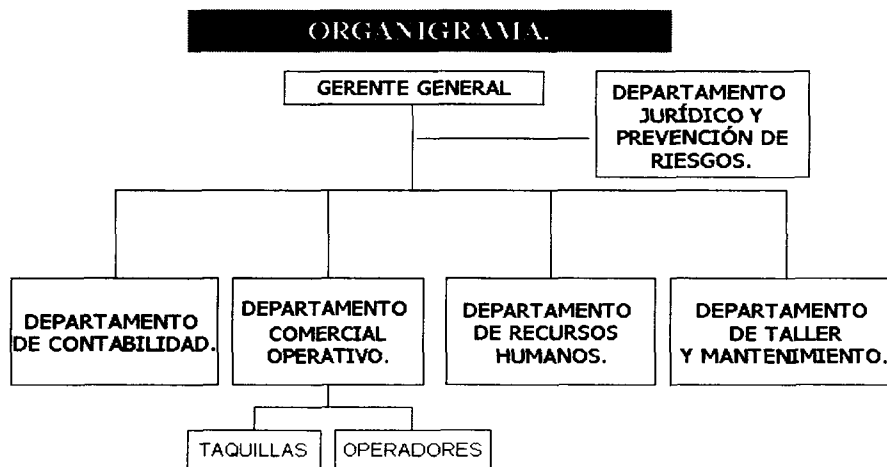 ORGANIGRAMA.
GERENTE GENERAL
DEPARTAMENTO
JURÍDICO Y
PREVENCIÓN DE
RIESGOS.
DEPARTAMENTO
DE CONTABILIDAD.
DEPARTAMENTO
COMERCIAL
OPERATIVO.
DEPARTAMENTO
DE RECURSOS
HUMANOS.
DEPARTAMENTO
DE TALLER
Y MANTENIMIENTO.
TAQUILLAS
OPERADORES